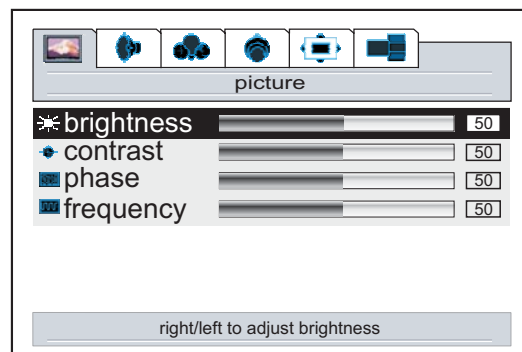 picture
brightness 50
contrast 50
phase 50
frequency 50
right/left to adjust brightness